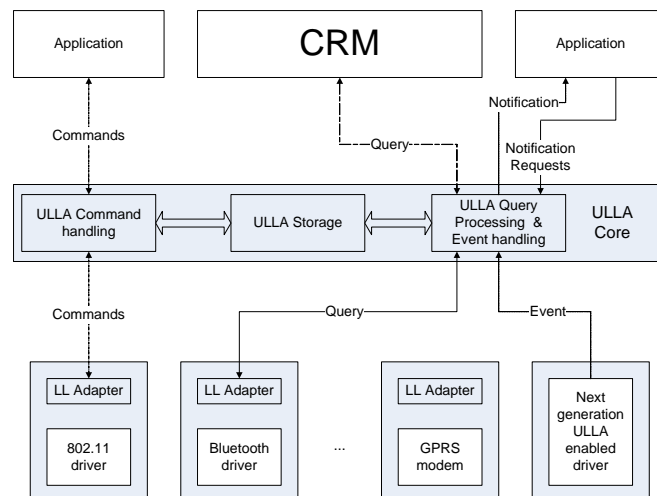 Application
CRM
Application
Notification
Commands
Query
Notification
Requests
ULLA Command
handling
ULLA Storage
ULLA Query
Processing &
Event handling
ULLA
Core
Commands
Query
Event
LL Adapter
LL Adapter
LL Adapter
802.11
driver
Bluetooth
driver
...
GPRS
modem
Next
generation
ULLA
enabled
driver